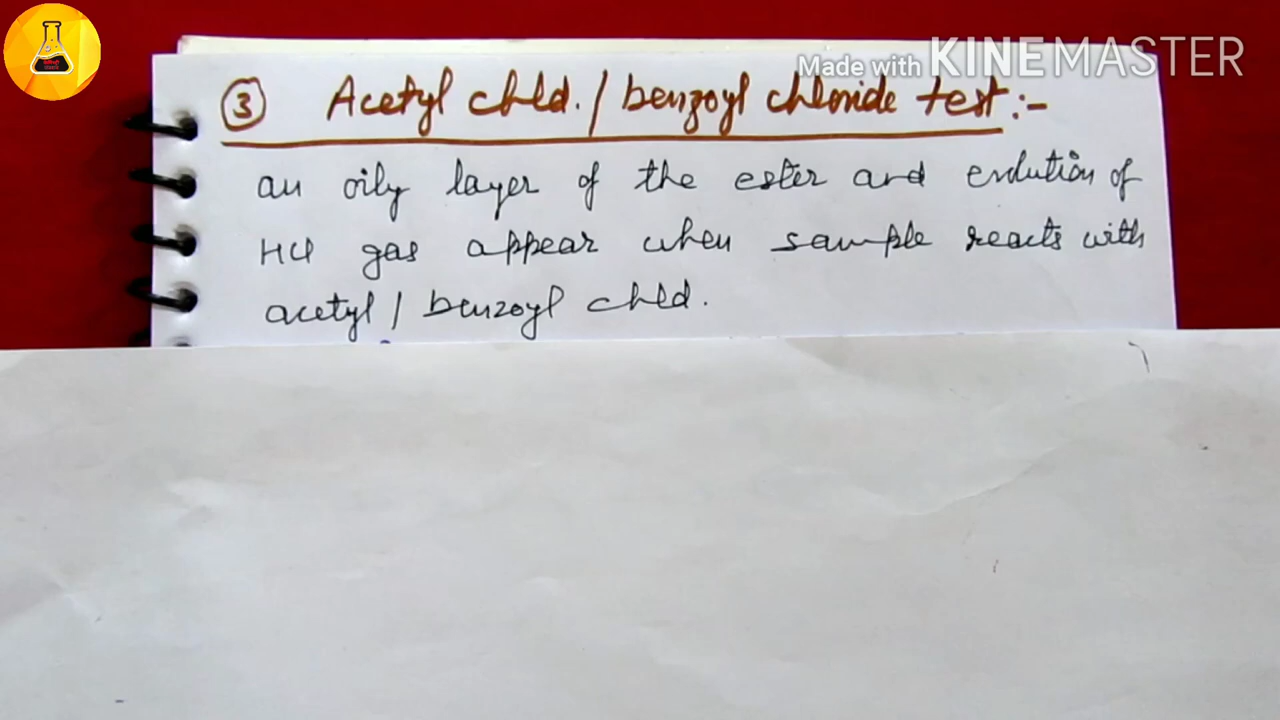 Made with KINEMASTER
③ Acetyl chld. / benzoyl chloride test :-
an oily layer of the ester and evolution of
HCl gas appear when sample reacts with
acetyl / benzoyl chld.